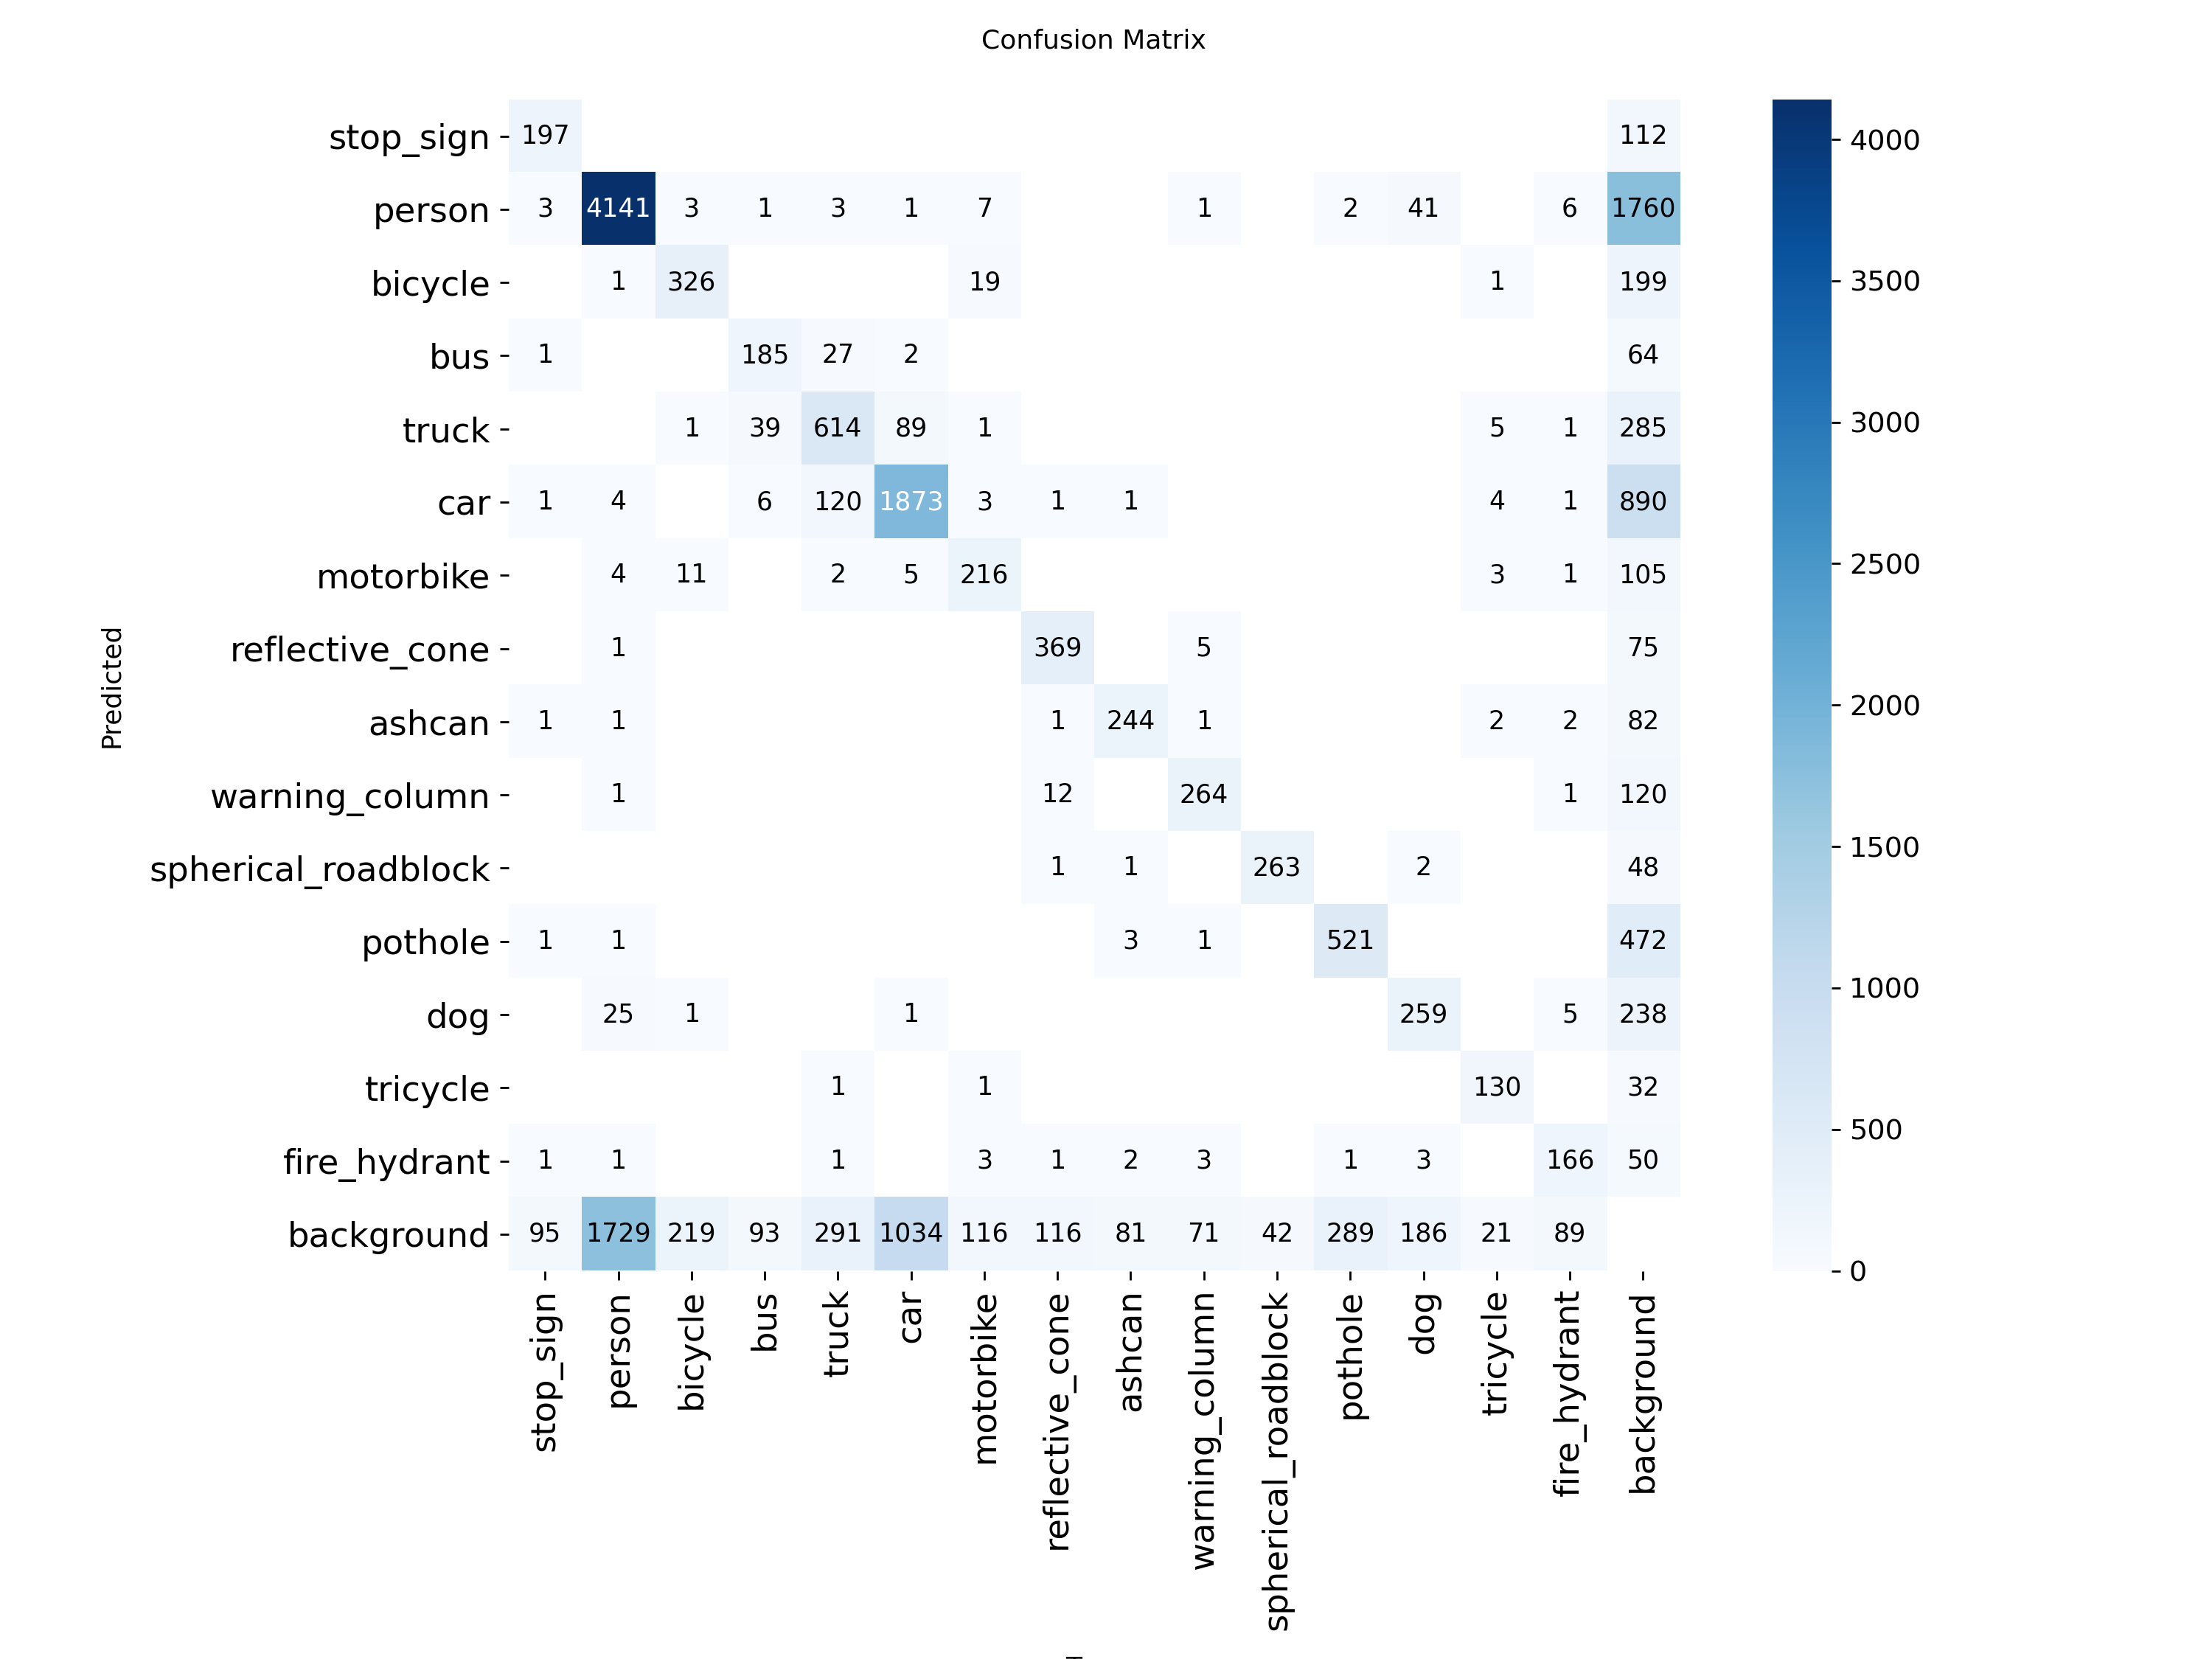 Confusion Matrix
stop_sign 197 112
person 3 4141 3 1 3 1 7 1 2 41 6 1760
bicycle 1 326 19 1 199
bus 1 185 27 2 64
truck 1 39 614 89 1 5 1 285
car 1 4 6 120 1873 3 1 1 4 1 890
motorbike 4 11 2 5 216 3 1 105
reflective_cone 1 369 5 75
ashcan 1 1 1 244 1 2 2 82
warning_column 1 12 264 1 120
spherical_roadblock 1 1 263 2 48
pothole 1 1 3 1 521 472
dog 25 1 1 259 5 238
tricycle 1 1 130 32
fire_hydrant 1 1 1 3 1 2 3 1 3 166 50
background 95 1729 219 93 291 1034 116 116 81 71 42 289 186 21 89
Predicted
stop_sign
person
bicycle
bus
truck
car
motorbike
reflective_cone
ashcan
warning_column
spherical_roadblock
pothole
dog
tricycle
fire_hydrant
background
4000
3500
3000
2500
2000
1500
1000
500
0